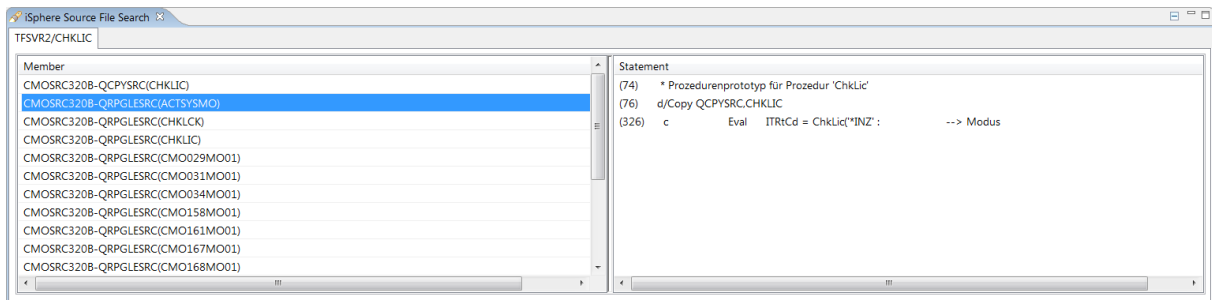 iSphere Source File Search
TFSVR2/CHKLIC
Member
CMOSRC320B-QCPYSRC(CHKLIC)
CMOSRC320B-QRPGLESRC(ACTSYSMO)
CMOSRC320B-QRPGLESRC(CHKLCK)
CMOSRC320B-QRPGLESRC(CHKLIC)
CMOSRC320B-QRPGLESRC(CMO029MO01)
CMOSRC320B-QRPGLESRC(CMO031MO01)
CMOSRC320B-QRPGLESRC(CMO034MO01)
CMOSRC320B-QRPGLESRC(CMO158MO01)
CMOSRC320B-QRPGLESRC(CMO161MO01)
CMOSRC320B-QRPGLESRC(CMO167MO01)
CMOSRC320B-QRPGLESRC(CMO168MO01)
Statement
(74) * Prozedurenprototyp für Prozedur 'ChkLic'
(76) d/Copy QCPYSRC,CHKLIC
(326) c Eval ITRtCd = ChkLic('*INZ' : --> Modus